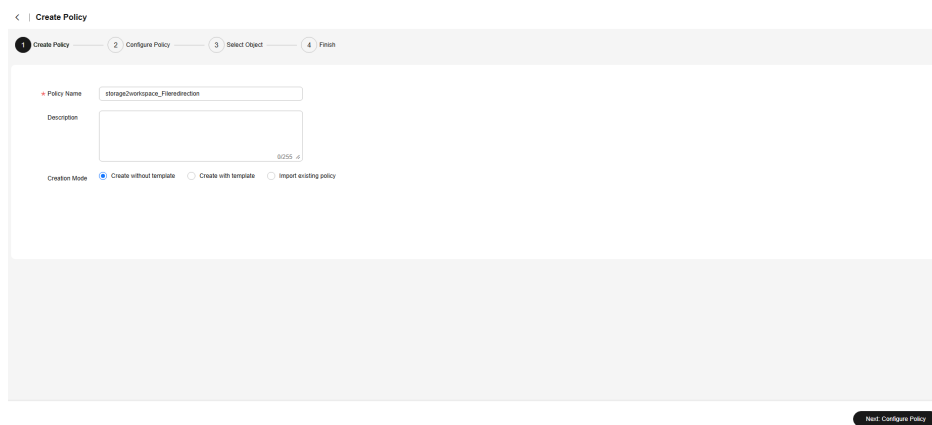 < | Create Policy
1 Create Policy 2 Configure Policy 3 Select Object 4 Finish
* Policy Name storage2workspace_Fileredirection
Description
0/255
Creation Mode Create without template Create with template Import existing policy
Next: Configure Policy